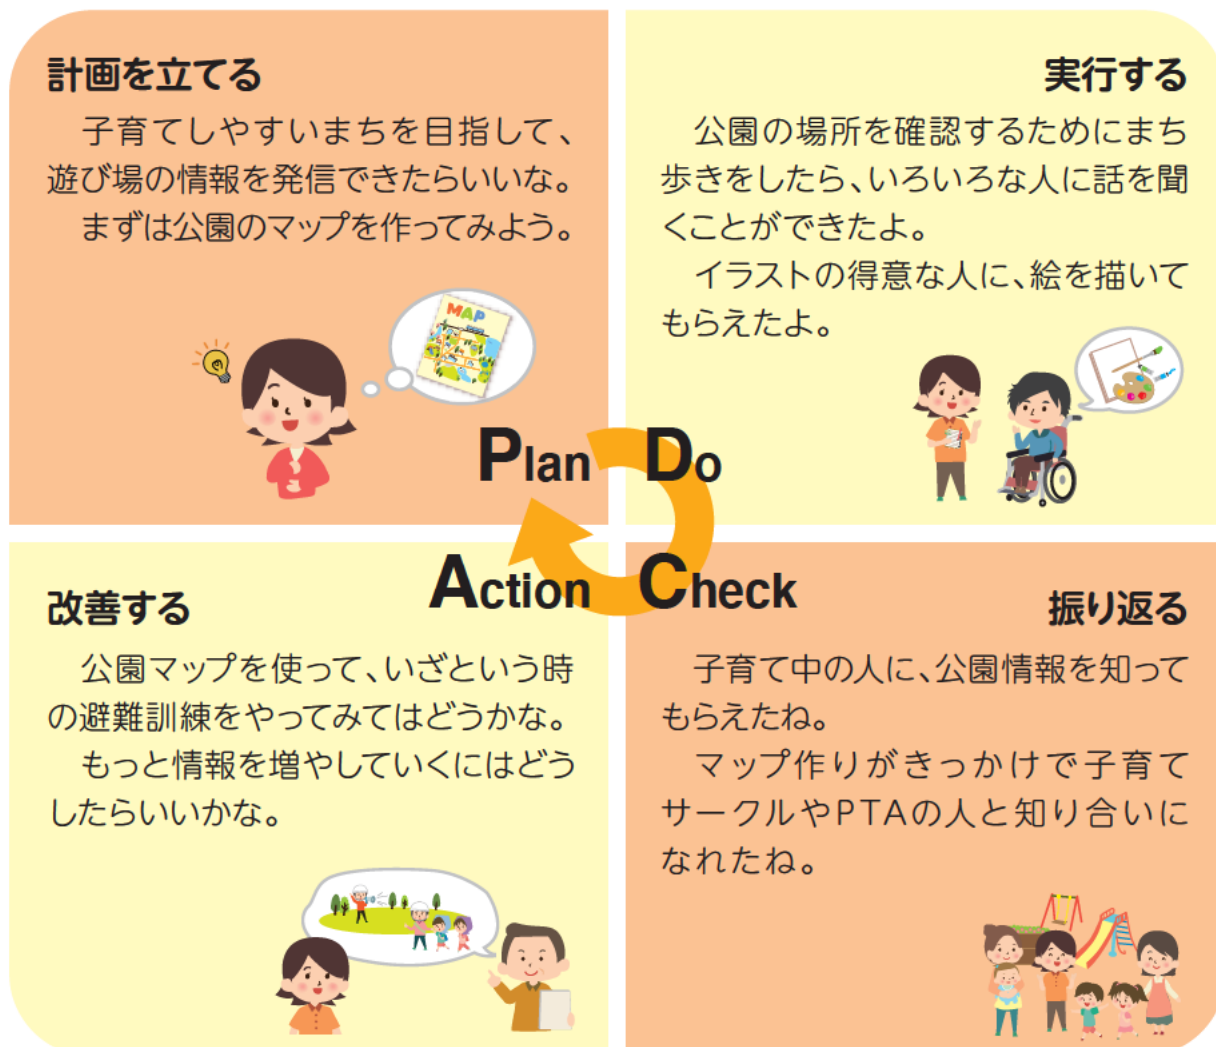 計画を立てる
子育てしやすいまちを目指して、
遊び場の情報を発信できたらいいな。
まずは公園のマップを作ってみよう。
MAP
Plan
実行する
公園の場所を確認するためにまち
歩きをしたら、いろいろな人に話を聞
くことができたよ。
イラストの得意な人に、絵を描いて
もらえたよ。
Do
改善する
公園マップを使って、いざという時
の避難訓練をやってみてはどうかな。
もっと情報を増やしていくにはどう
したらいいかな。
Action
Check
振り返る
子育て中の人に、公園情報を知って
もらえたね。
マップ作りがきっかけで子育て
サークルやPTAの人と知り合いに
なれたね。